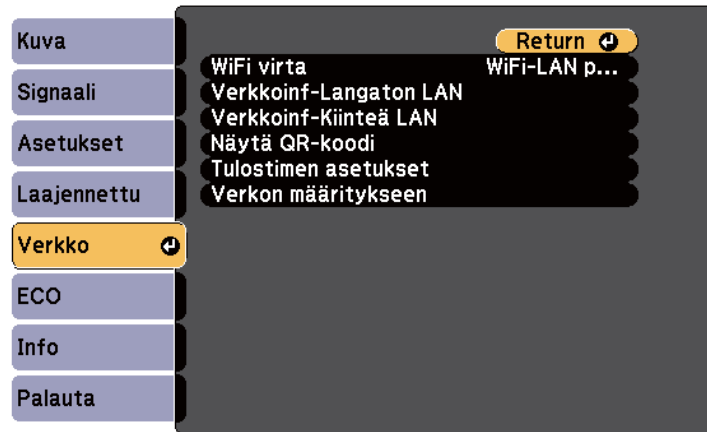 Kuva
Signaali
Asetukset
Laajennettu
Verkko
ECO
Info
Palauta
Return
WiFi virta WiFi-LAN p...
Verkkoinf-Langaton LAN
Verkkoinf-Kiinteä LAN
Näytä QR-koodi
Tulostimen asetukset
Verkon määritykseen